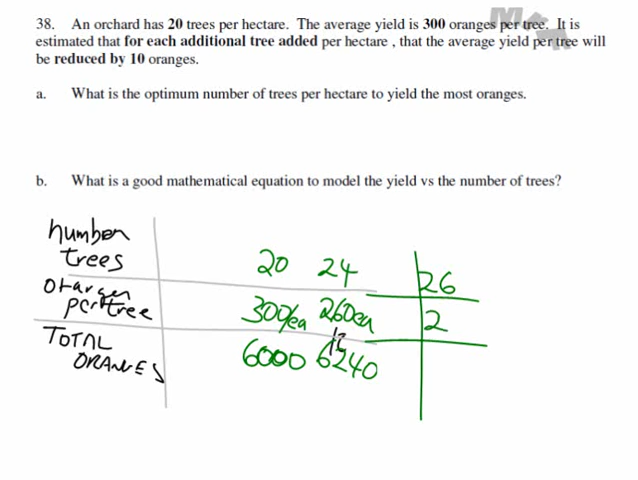 38. An orchard has 20 trees per hectare. The average yield is 300 oranges per tree. It is
estimated that for each additional tree added per hectare , that the average yield per tree will
be reduced by 10 oranges.
a. What is the optimum number of trees per hectare to yield the most oranges.
b. What is a good mathematical equation to model the yield vs the number of trees?
number
trees 20 24 26
per tree 300/ea 260ea 2
TOTAL
ORANGES 6000 6240